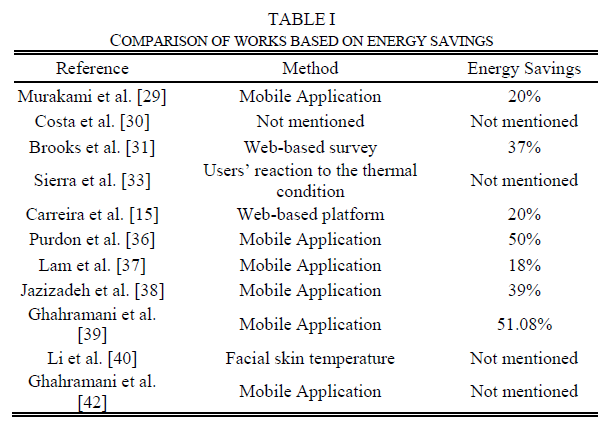 TABLE I
COMPARISON OF WORKS BASED ON ENERGY SAVINGS
Reference Method Energy Savings
Murakami et al. [29] Mobile Application 20%
Costa et al. [30] Not mentioned Not mentioned
Brooks et al. [31] Web-based survey 37%
Sierra et al. [33] Users' reaction to the thermal condition Not mentioned
Carreira et al. [15] Web-based platform 20%
Purdon et al. [36] Mobile Application 50%
Lam et al. [37] Mobile Application 18%
Jazizadeh et al. [38] Mobile Application 39%
Ghahramani et al. [39] Mobile Application 51.08%
Li et al. [40] Facial skin temperature Not mentioned
Ghahramani et al. [42] Mobile Application Not mentioned